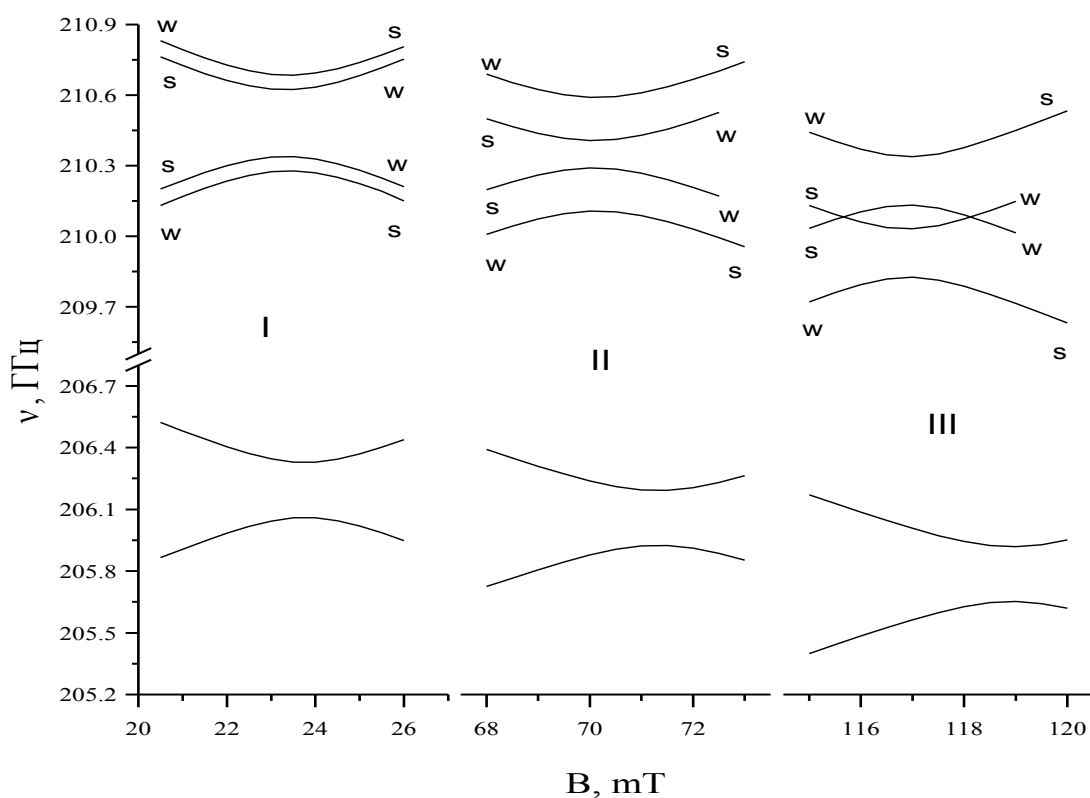 210.9
210.6
210.3
210.0
209.7
206.7
206.4
206.1
205.8
205.5
205.2
ν, ГГц
w s
s w
s w
w s
I
w s
s w
s w
w s
II
w s
s w
s w
w s
III
20 22 24 26 68 70 72 116 118 120
B, mT